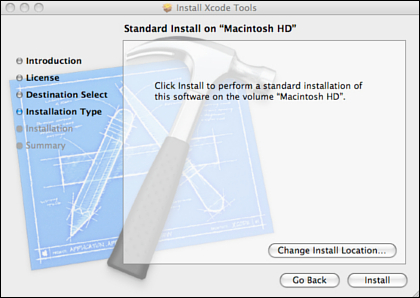 Install Xcode Tools
Standard Install on “Macintosh HD”
Introduction
License
Destination Select
Installation Type
Installation
Summary
Click Install to perform a standard installation of
this software on the volume “Macintosh HD”.
Change Install Location...
Go Back
Install